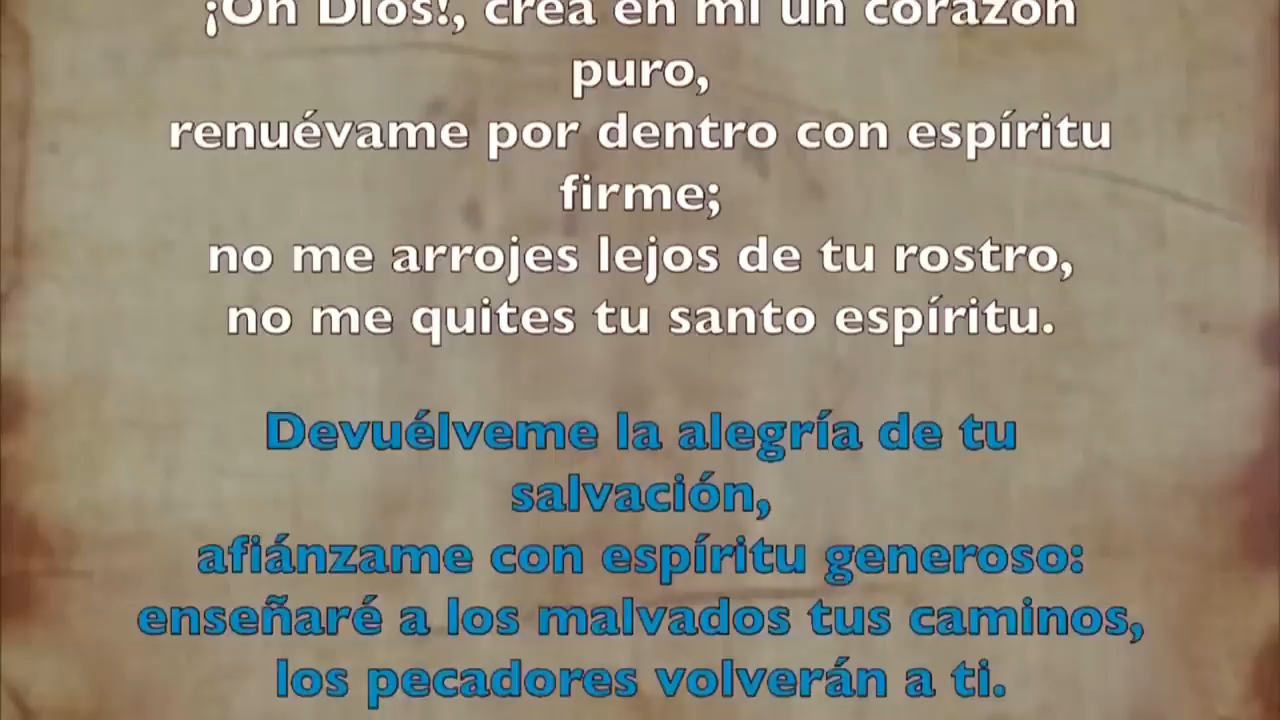 ¡Oh Dios!, crea en mí un corazón
puro,
renuévame por dentro con espíritu
firme;
no me arrojes lejos de tu rostro,
no me quites tu santo espíritu.
Devuélveme la alegría de tu
salvación,
afiánzame con espíritu generoso:
enseñaré a los malvados tus caminos,
los pecadores volverán a ti.